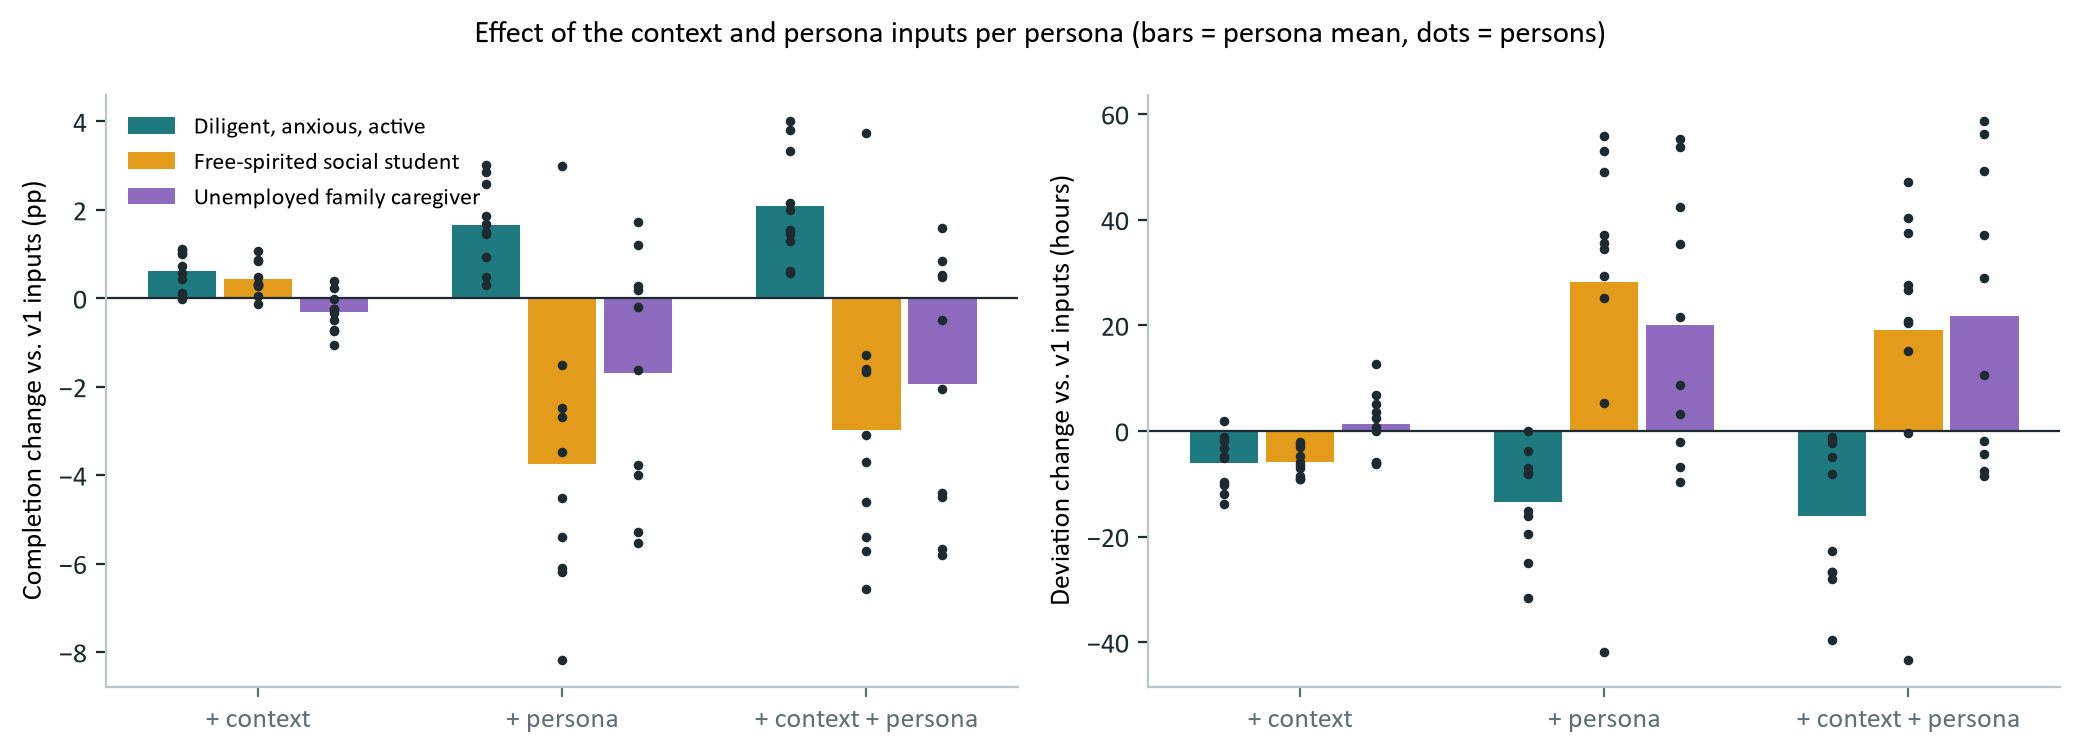 Effect of the context and persona inputs per persona (bars = persona mean, dots = persons)
Completion change vs. v1 inputs (pp)
4
2
0
−2
−4
−6
−8
Diligent, anxious, active
Free-spirited social student
Unemployed family caregiver
+ context
+ persona
+ context + persona
Deviation change vs. v1 inputs (hours)
60
40
20
0
−20
−40
+ context
+ persona
+ context + persona